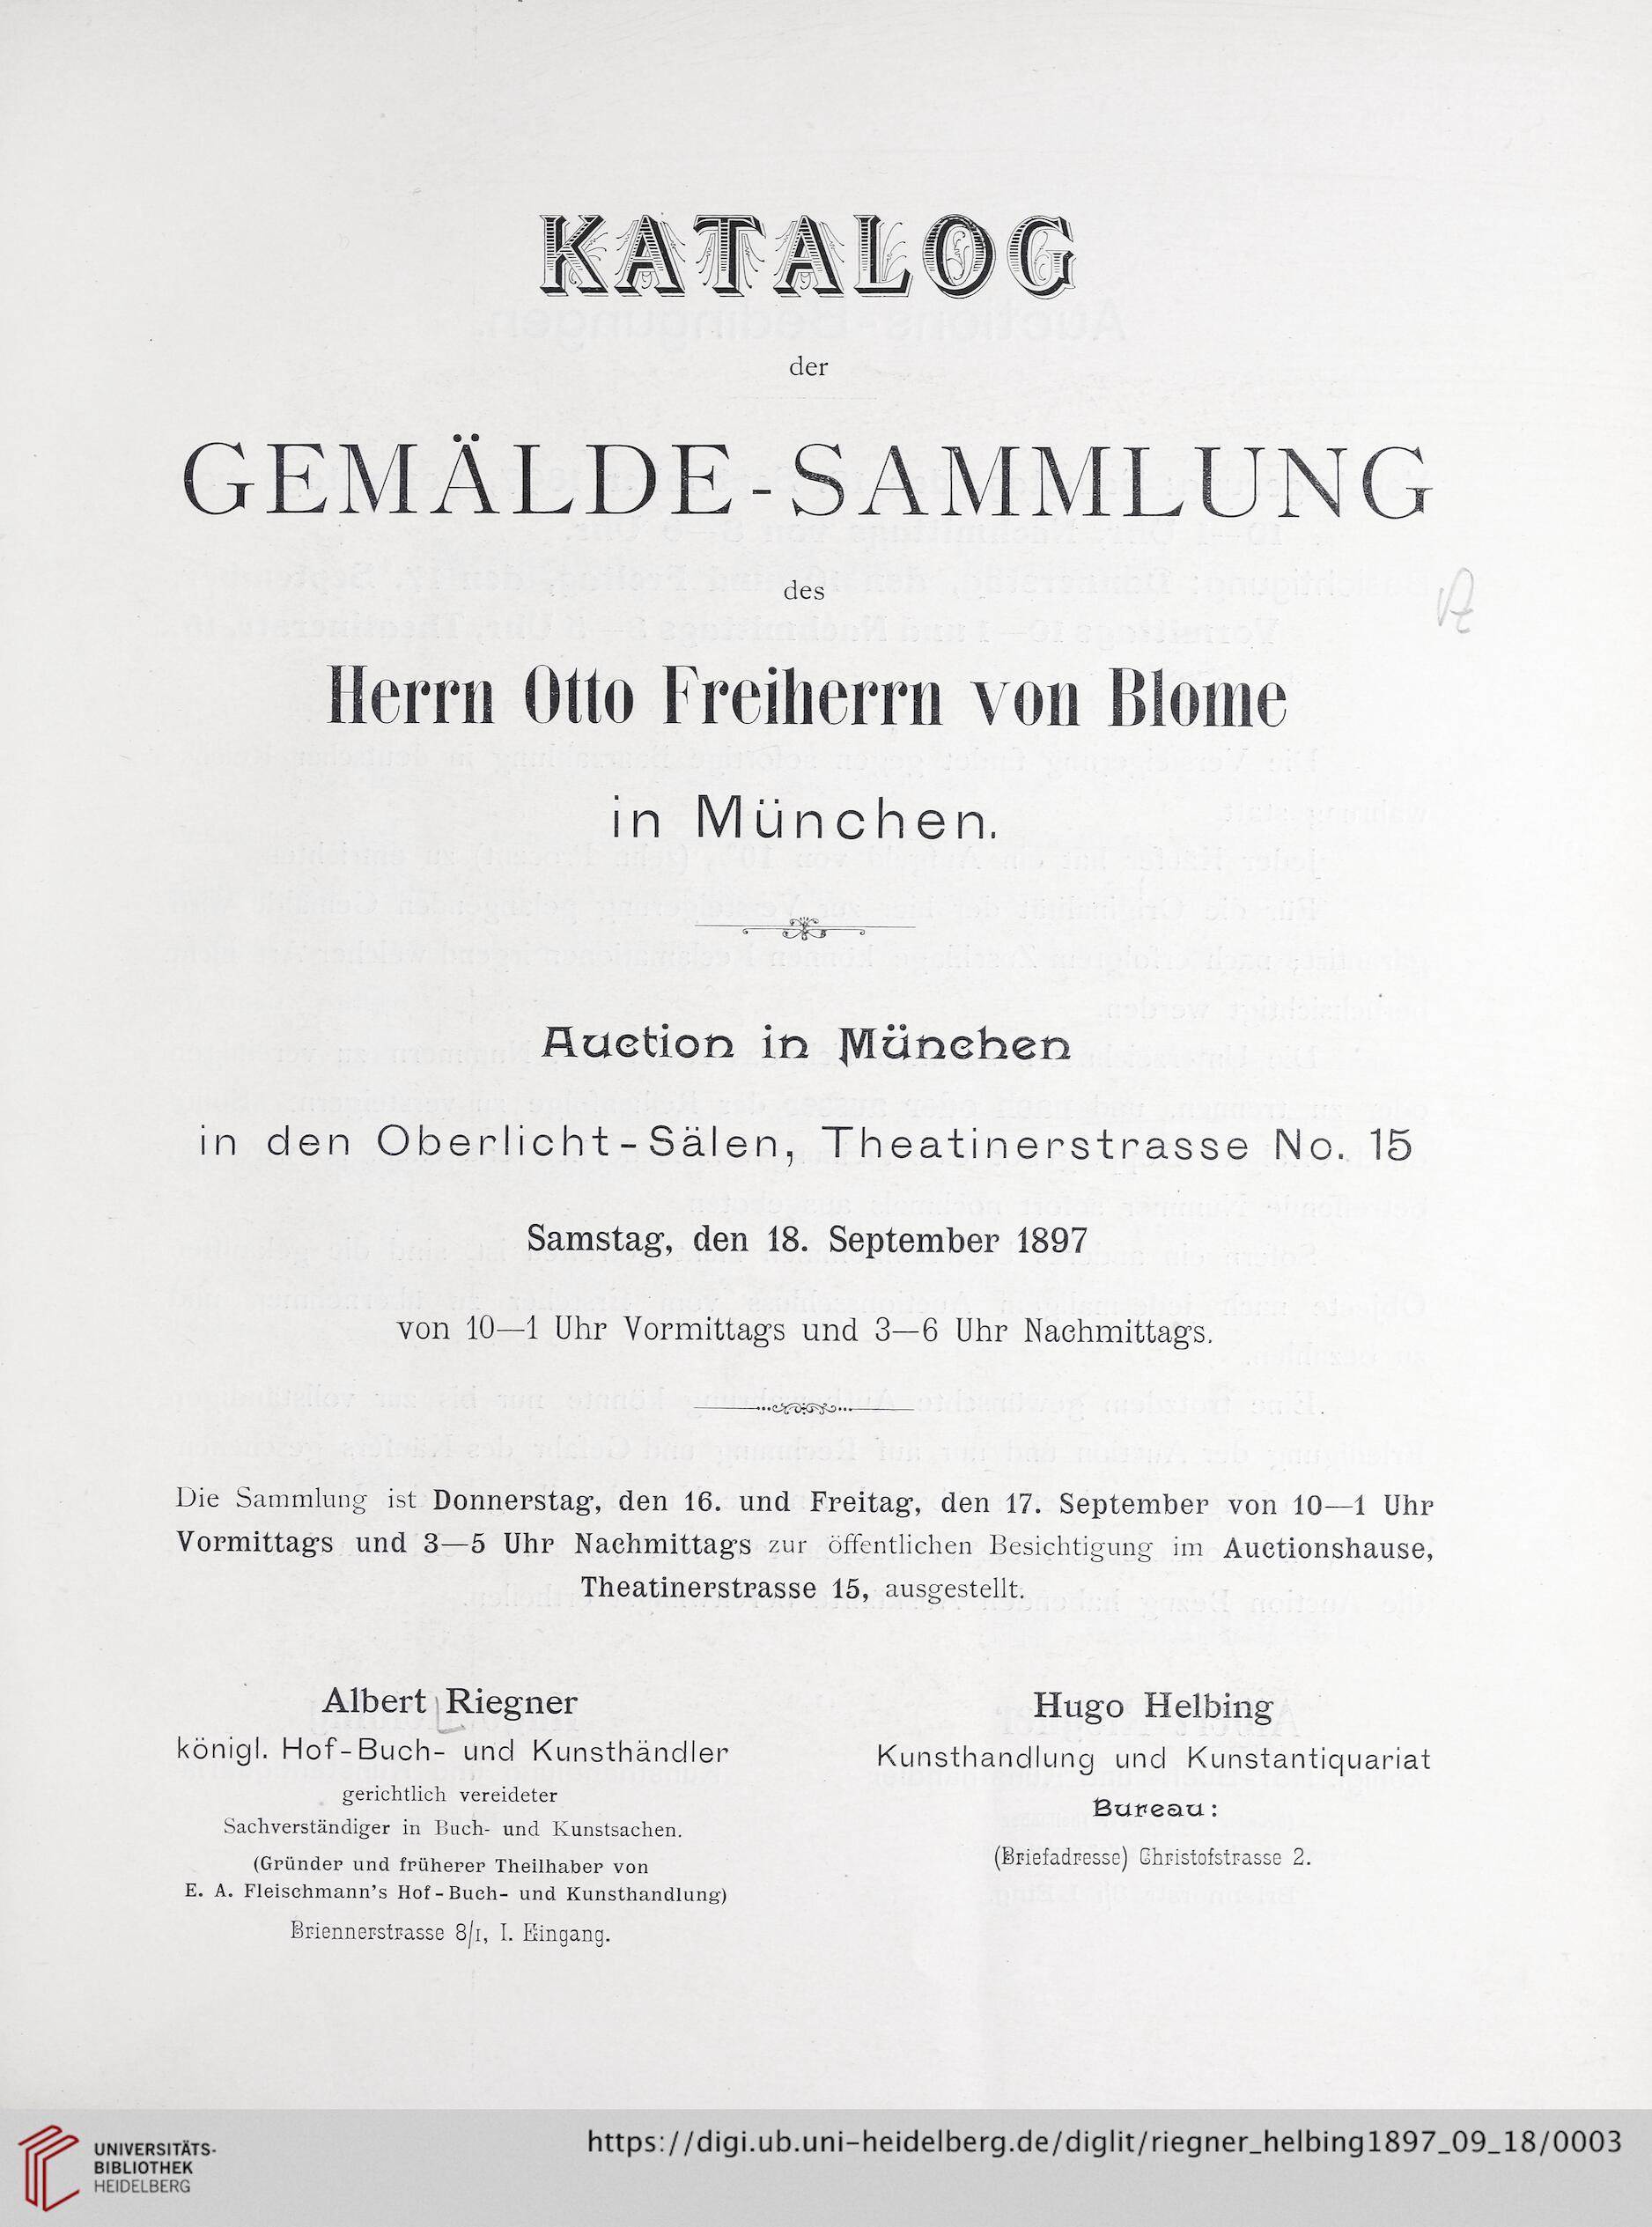 KATALOG
der
GEMÄLDE-SAMMLUNG
des
Herrn Otto Freiherrn von Blome
in München.
Auction in München
in den Oberlicht-Sälen, Theatinerstrasse No. 15
Samstag, den 18. September 1897
von 10—1 Uhr Vormittags und 3—6 Uhr Nachmittags.
Die Sammlung ist Donnerstag, den 16. und Freitag, den 17. September von 10—1 Uhr
Vormittags und 3—5 Uhr Nachmittags zur öffentlichen Besichtigung im Auctionshause,
Theatinerstrasse 15, ausgestellt.
Albert Riegner
königl. Hof-Buch- und Kunsthändler
gerichtlich vereideter
Sachverständiger in Buch- und Kunstsachen.
(Gründer und früherer Theilhaber von
E. A. Fleischmann's Hof-Buch- und Kunsthandlung)
Briennerstrasse 8/I, I. Eingang.
Hugo Helbing
Kunsthandlung und Kunstantiquariat
Bureau:
(Briefadresse) Christofstrasse 2.
UNIVERSITÄTS-
BIBLIOTHEK
HEIDELBERG
https://digi.ub.uni-heidelberg.de/diglit/riegner_helbing1897_09_18/0003